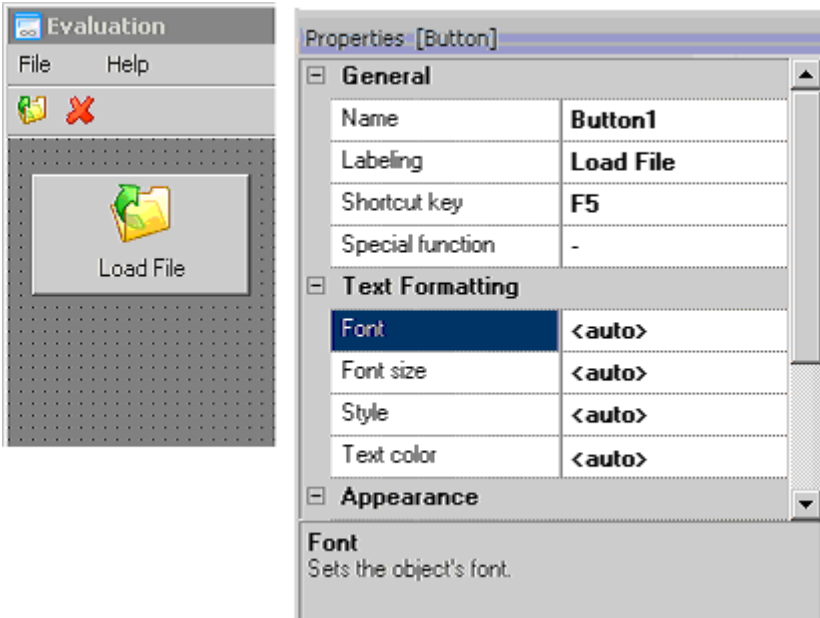 Evaluation
File Help
Load File
Properties [Button]
General
Name Button1
Labeling Load File
Shortcut key F5
Special function -
Text Formatting
Font <auto>
Font size <auto>
Style <auto>
Text color <auto>
Appearance
Font
Sets the object's font.